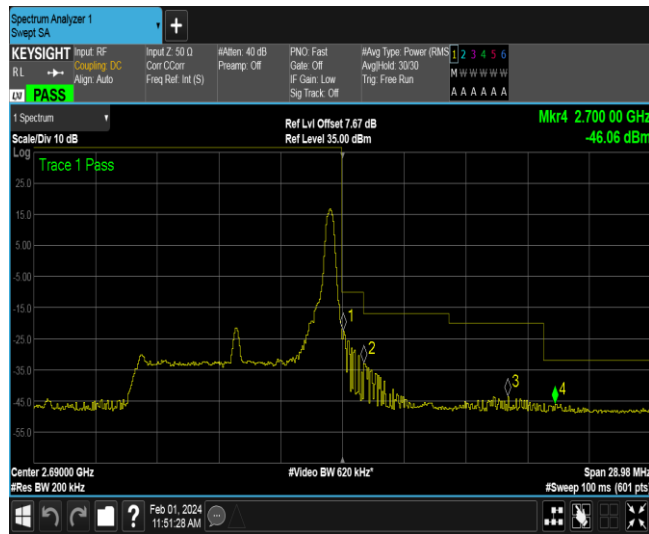 Spectrum Analyzer 1
Swept SA
+
KEYSIGHT
RL
LXI PASS
Input: RF
Coupling: DC
Align: Auto
Input Z: 50 Ω
Corr CCorr
Freq Ref: Int (S)
#Atten: 40 dB
Preamp: Off
PNO: Fast
Gate: Off
IF Gain: Low
Sig Track: Off
#Avg Type: Power (RMS
Avg|Hold: 30/30
Trig: Free Run
1 2 3 4 5 6
M W W W W W
A A A A A A
1 Spectrum
Scale/Div 10 dB
Ref Lvl Offset 7.67 dB
Ref Level 35.00 dBm
Mkr4 2.700 00 GHz
-46.06 dBm
Log
Trace 1 Pass
25.0
15.0
5.00
-5.00
-15.0
-25.0
-35.0
-45.0
-55.0
1
2
3
4
Center 2.69000 GHz
#Res BW 200 kHz
#Video BW 620 kHz*
Span 28.98 MHz
#Sweep 100 ms (601 pts)
?
Feb 01, 2024
11:51:28 AM